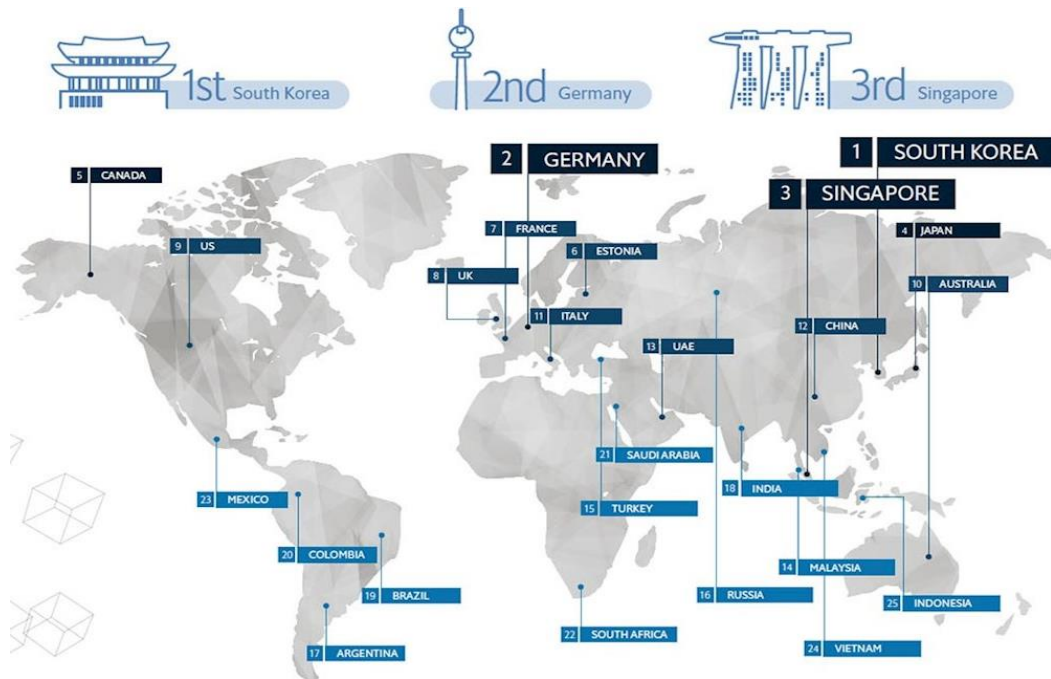 1st South Korea
2nd Germany
3rd Singapore
1 SOUTH KOREA
2 GERMANY
3 SINGAPORE
5 CANADA
4 JAPAN
7 FRANCE
9 US
6 ESTONIA
8 UK
10 AUSTRALIA
11 ITALY
12 CHINA
13 UAE
21 SAUDI ARABIA
18 INDIA
23 MEXICO
15 TURKEY
20 COLOMBIA
14 MALAYSIA
19 BRAZIL
16 RUSSIA
25 INDONESIA
22 SOUTH AFRICA
24 VIETNAM
17 ARGENTINA